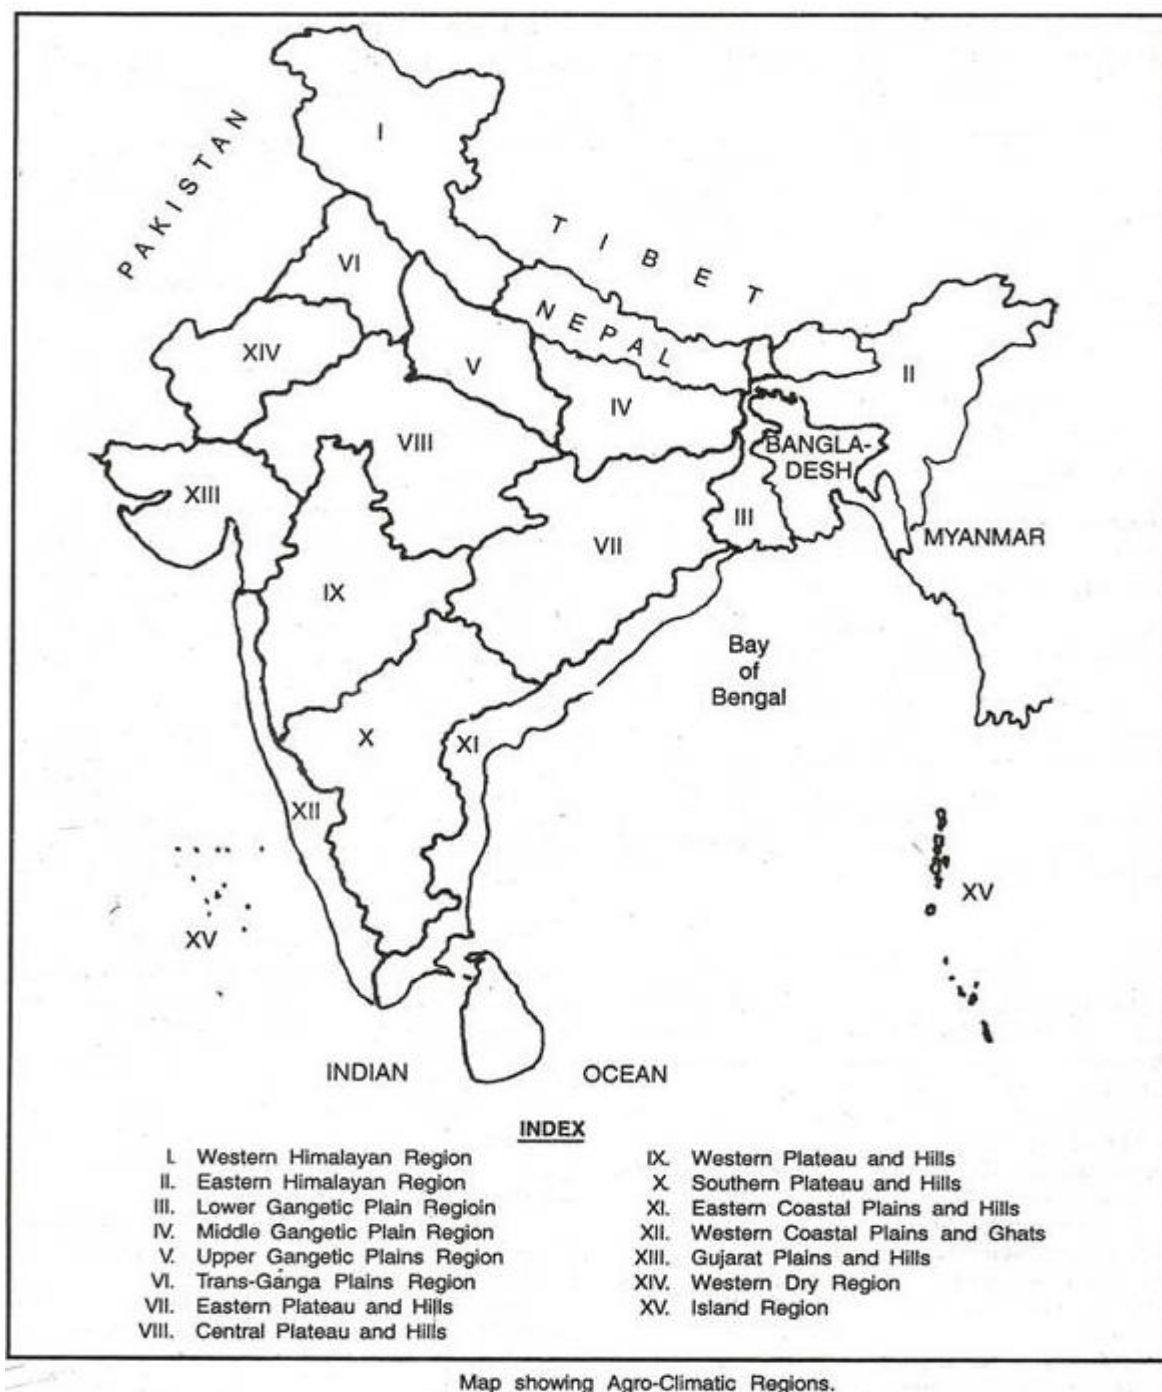 PAKISTAN
I
TIBET
VI
NEPAL
XIV
V
II
IV
VIII
BANGLA-
DESH
XIII
III
MYANMAR
VII
IX
Bay
of
Bengal
X
XI
XII
XV
XV
INDIAN OCEAN
INDEX
I. Western Himalayan Region
II. Eastern Himalayan Region
III. Lower Gangetic Plain Regioin
IV. Middle Gangetic Plain Region
V. Upper Gangetic Plains Region
VI. Trans-Ganga Plains Region
VII. Eastern Plateau and Hills
VIII. Central Plateau and Hills
IX. Western Plateau and Hills
X. Southern Plateau and Hills
XI. Eastern Coastal Plains and Hills
XII. Western Coastal Plains and Ghats
XIII. Gujarat Plains and Hills
XIV. Western Dry Region
XV. Island Region
Map showing Agro-Climatic Regions.